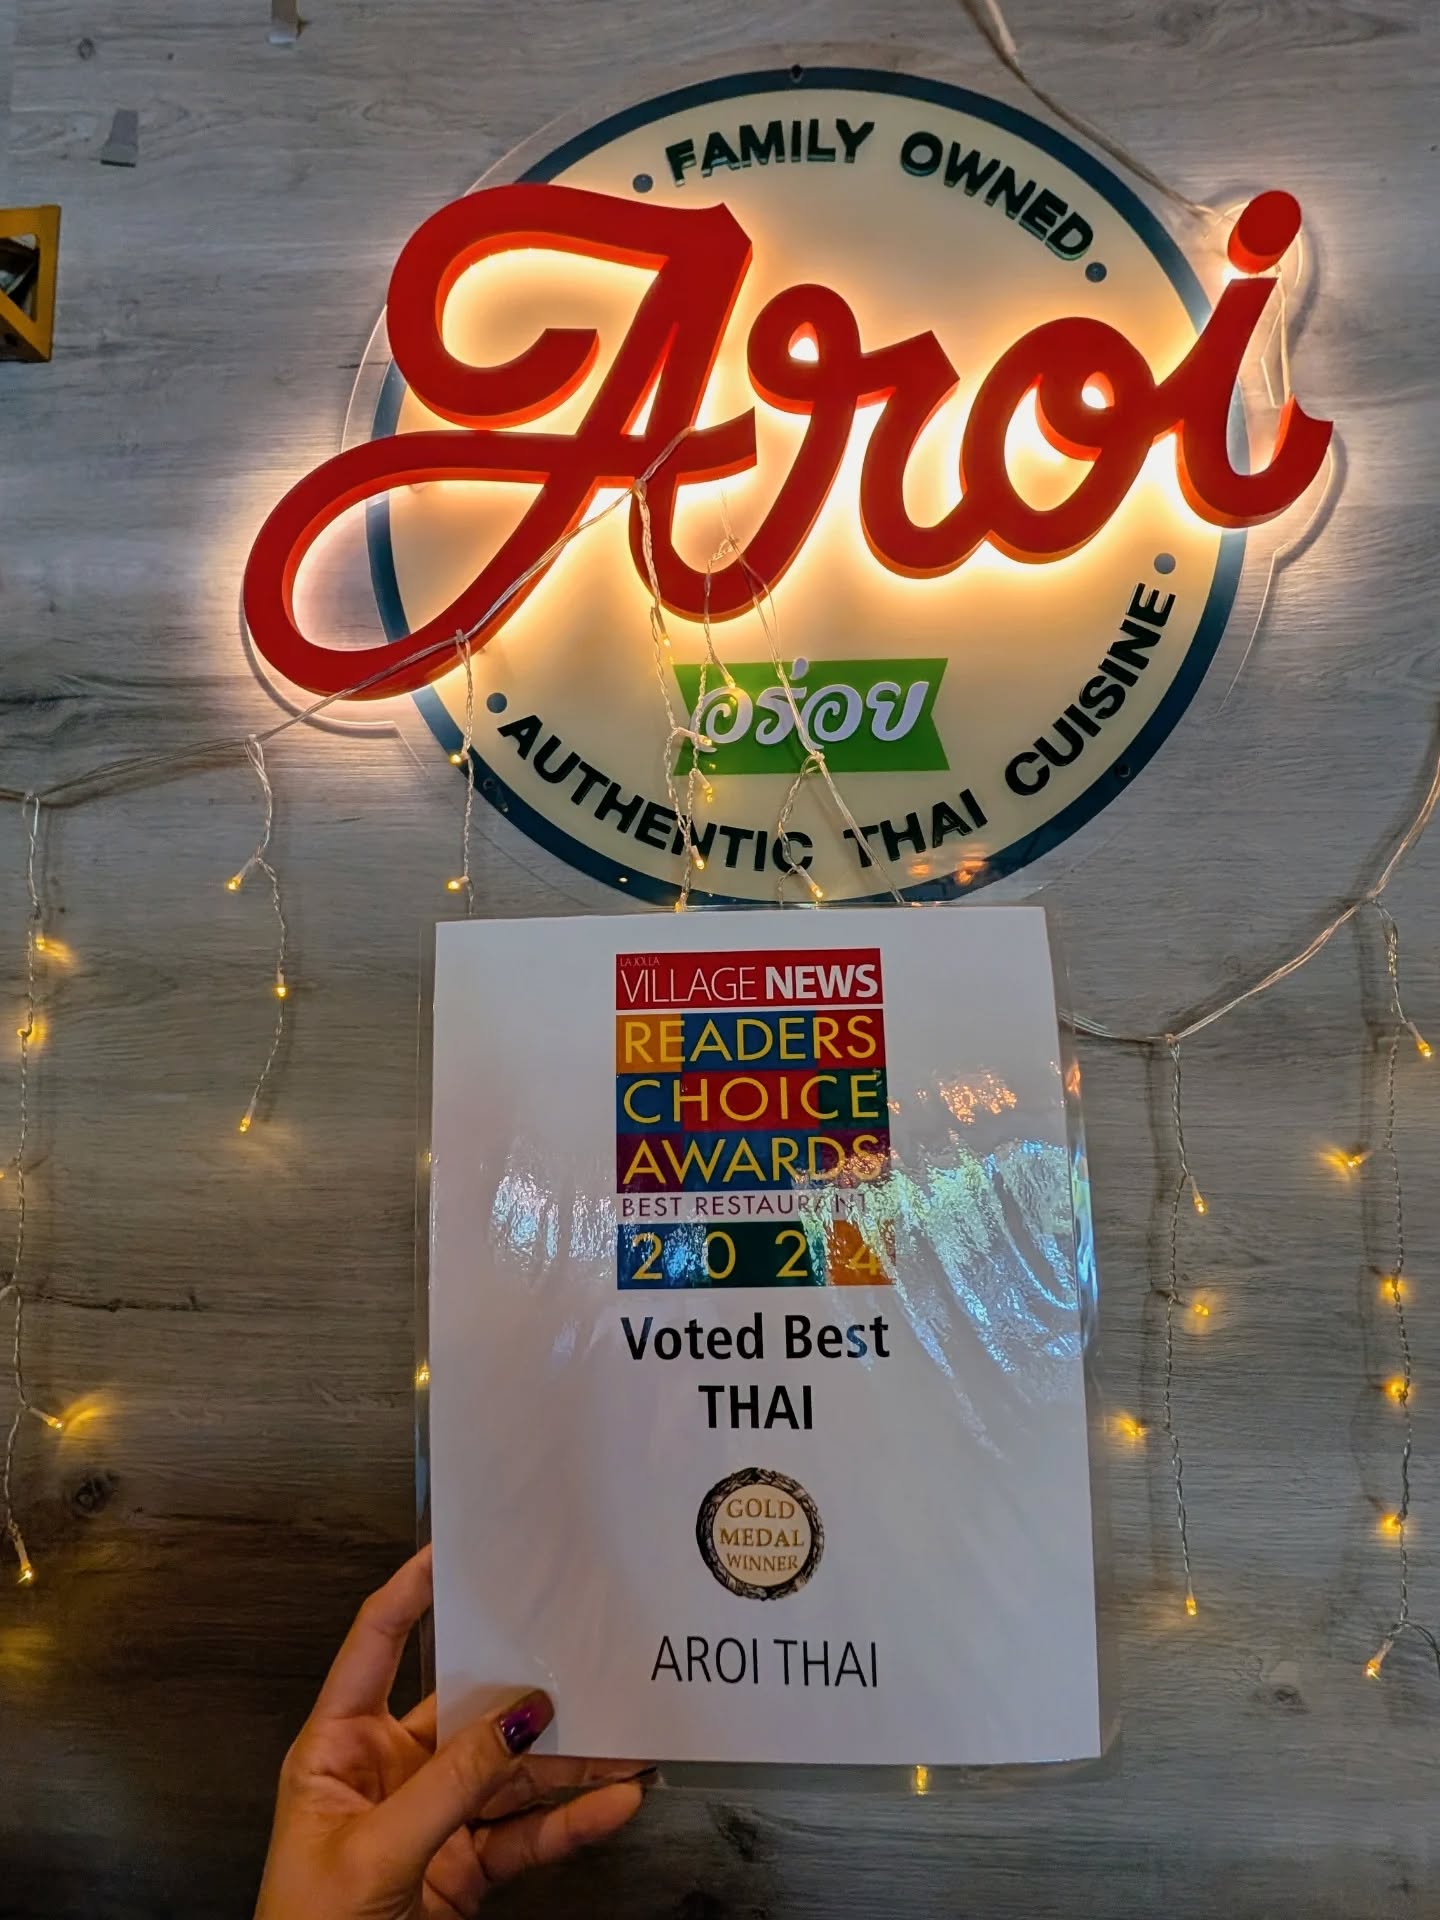 FAMILY OWNED
Aroi
อร่อย
AUTHENTIC THAI CUISINE
LA JOLLA
VILLAGE NEWS
READERS
CHOICE
AWARDS
BEST RESTAURANTS
2024
Voted Best
THAI
GOLD
MEDAL
WINNER
AROI THAI